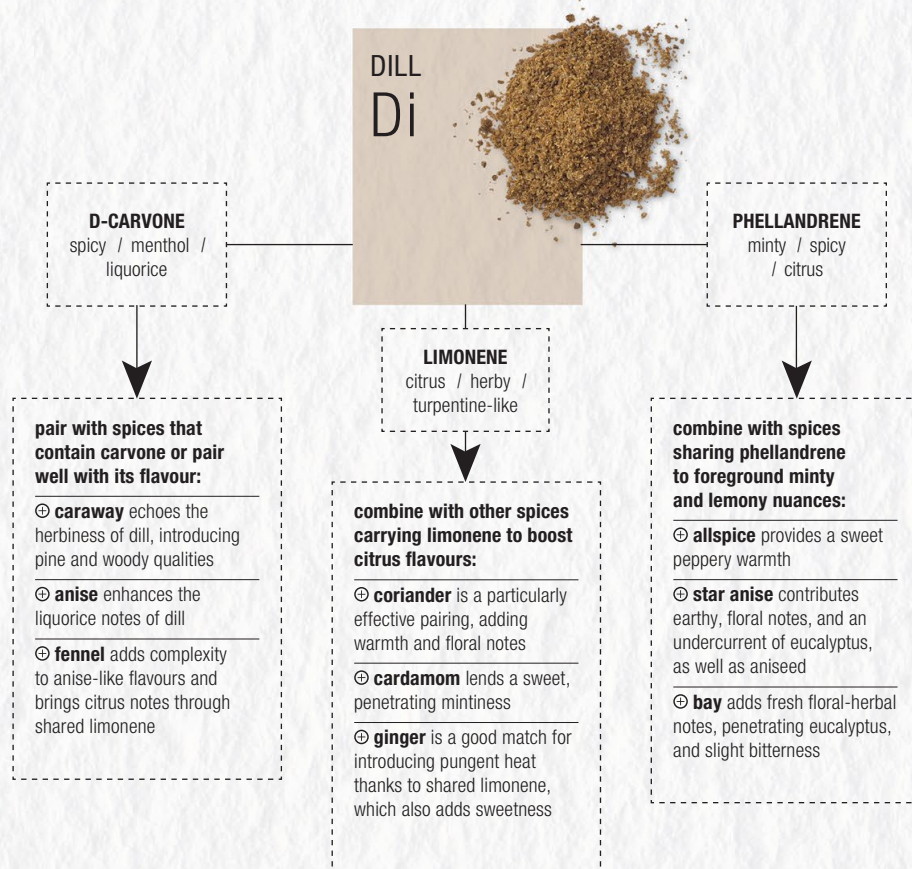 DILL
Di
D-CARVONE
spicy / menthol /
liquorice
LIMONENE
citrus / herby /
turpentine-like
PHELLANDRENE
minty / spicy
/ citrus
pair with spices that
contain carvone or pair
well with its flavour:
⊕ caraway echoes the
herbiness of dill, introducing
pine and woody qualities
⊕ anise enhances the
liquorice notes of dill
⊕ fennel adds complexity
to anise-like flavours and
brings citrus notes through
shared limonene
combine with other spices
carrying limonene to boost
citrus flavours:
⊕ coriander is a particularly
effective pairing, adding
warmth and floral notes
⊕ cardamom lends a sweet,
penetrating mintiness
⊕ ginger is a good match for
introducing pungent heat
thanks to shared limonene,
which also adds sweetness
combine with spices
sharing phellandrene
to foreground minty
and lemony nuances:
⊕ allspice provides a sweet
peppery warmth
⊕ star anise contributes
earthy, floral notes, and an
undercurrent of eucalyptus,
as well as aniseed
⊕ bay adds fresh floral-herbal
notes, penetrating eucalyptus,
and slight bitterness